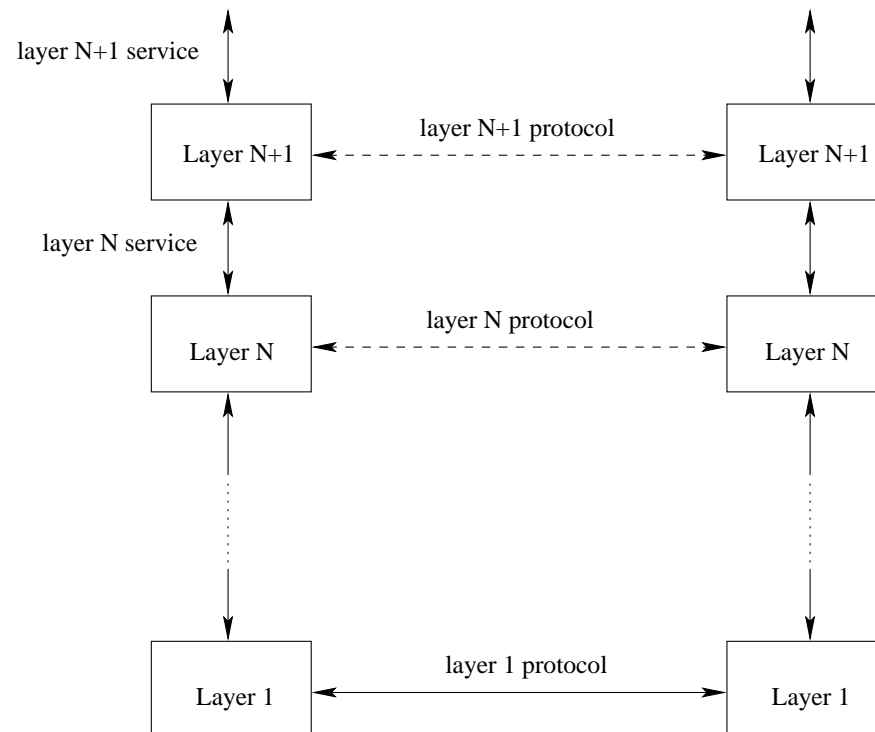 layer N+1 service
layer N+1 protocol
Layer N+1
Layer N+1
layer N service
layer N protocol
Layer N
Layer N
layer 1 protocol
Layer 1
Layer 1